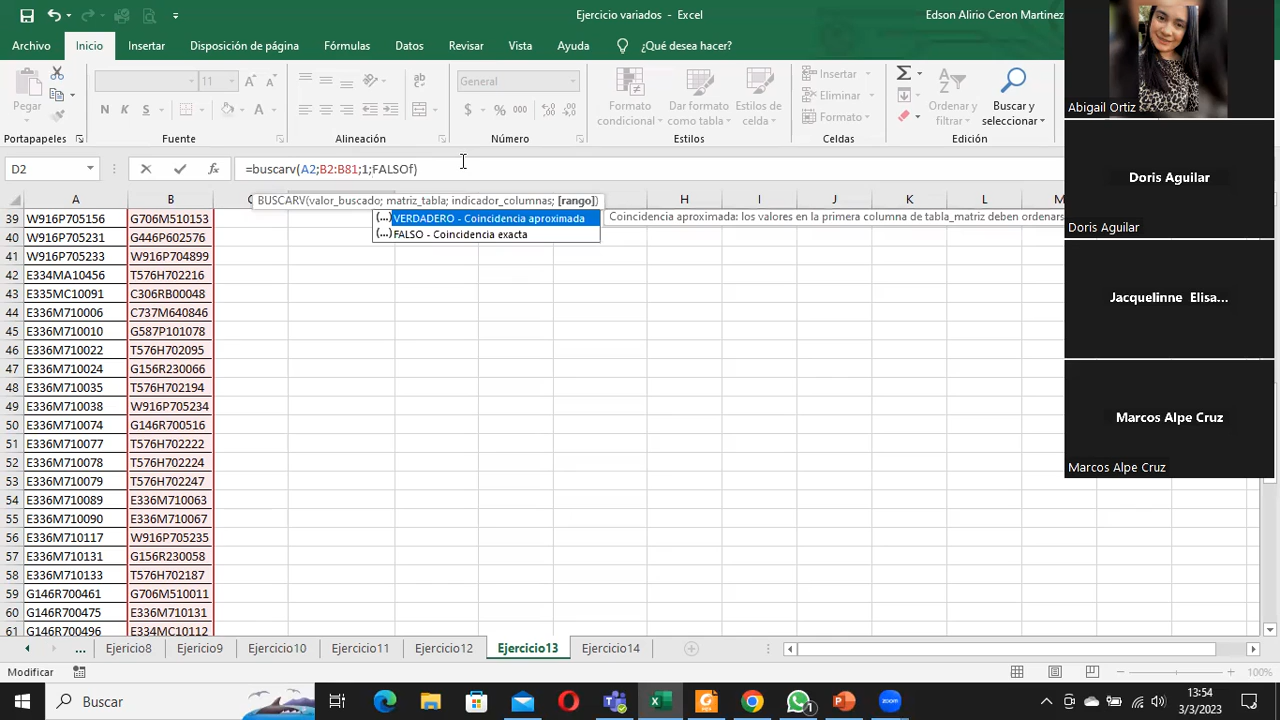 Ejercicio variados - Excel
Edson Alirio Ceron Martinez
Archivo Inicio Insertar Disposición de página Fórmulas Datos Revisar Vista Ayuda ¿Qué desea hacer?
Pegar
11
N K S
General
$ % 000
Formato condicional
Dar formato como tabla
Estilos de celda
Insertar
Eliminar
Formato
Ordenar y filtrar
Buscar y seleccionar
Portapapeles Fuente Alineación Número Estilos Celdas Edición
D2 =buscarv(A2;B2:B81;1;FALSOf)
BUSCARV(valor_buscado; matriz_tabla; indicador_columnas; [rango])
(...) VERDADERO - Coincidencia aproximada
(...) FALSO - Coincidencia exacta
Coincidencia aproximada: los valores en la primera columna de tabla_matriz deben ordenars
A B H I J K L M
39 W916P705156 G706M510153
40 W916P705231 G446P602576
41 W916P705233 W916P704899
42 E334MA10456 T576H702216
43 E335MC10091 C306RB00048
44 E336M710006 C737M640846
45 E336M710010 G587P101078
46 E336M710022 T576H702095
47 E336M710024 G156R230066
48 E336M710035 T576H702194
49 E336M710038 W916P705234
50 E336M710074 G146R700516
51 E336M710077 T576H702222
52 E336M710078 T576H702224
53 E336M710079 T576H702247
54 E336M710089 E336M710063
55 E336M710090 E336M710067
56 E336M710117 W916P705235
57 E336M710131 G156R230058
58 E336M710133 T576H702187
59 G146R700461 G706M510011
60 G146R700475 E336M710131
61 G146R700496 E334MC10112
... Ejercicio8 Ejercicio9 Ejercicio10 Ejercicio11 Ejercicio12 Ejercicio13 Ejercicio14
Modificar
100%
Buscar
zoom
1
13:54
3/3/2023
Abigail Ortiz
Doris Aguilar
Doris Aguilar
Jacquelinne Elisa...
Marcos Alpe Cruz
Marcos Alpe Cruz